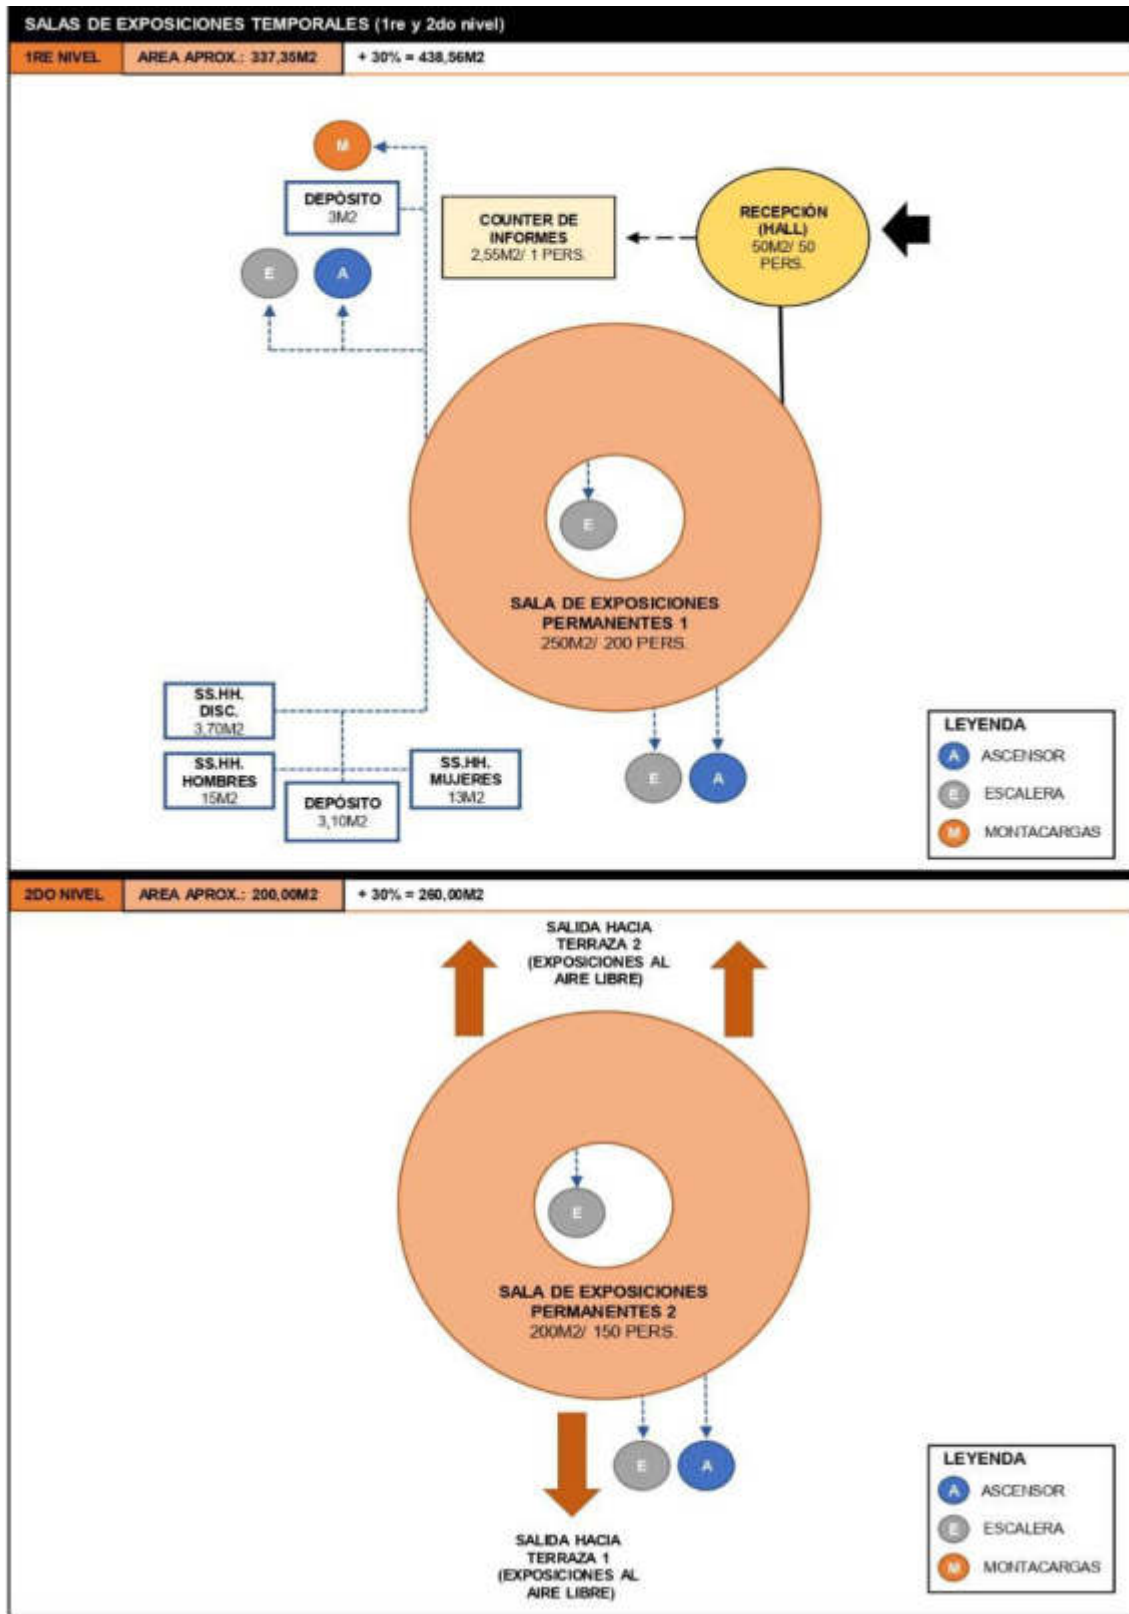 SALAS DE EXPOSICIONES TEMPORALES (1re y 2do nivel)
1RE NIVEL
AREA APROX.: 337,35M2
+ 30% = 438,56M2
M
DEPÒSITO
3M2
E
A
COUNTER DE
INFORMES
2,55M2/ 1 PERS.
RECEPCIÓN
(HALL)
50M2/ 50
PERS.
E
SALA DE EXPOSICIONES
PERMANENTES 1
250M2/ 200 PERS.
SS.HH.
DISC.
3,70M2
SS.HH.
HOMBRES
15M2
DEPÓSITO
3,10M2
SS.HH.
MUJERES
13M2
E
A
LEYENDA
A ASCENSOR
E ESCALERA
M MONTACARGAS
2DO NIVEL
AREA APROX.: 200,00M2
+ 30% = 260,00M2
SALIDA HACIA
TERRAZA 2
(EXPOSICIONES AL
AIRE LIBRE)
E
SALA DE EXPOSICIONES
PERMANENTES 2
200M2/ 150 PERS.
E
A
SALIDA HACIA
TERRAZA 1
(EXPOSICIONES AL
AIRE LIBRE)
LEYENDA
A ASCENSOR
E ESCALERA
M MONTACARGAS